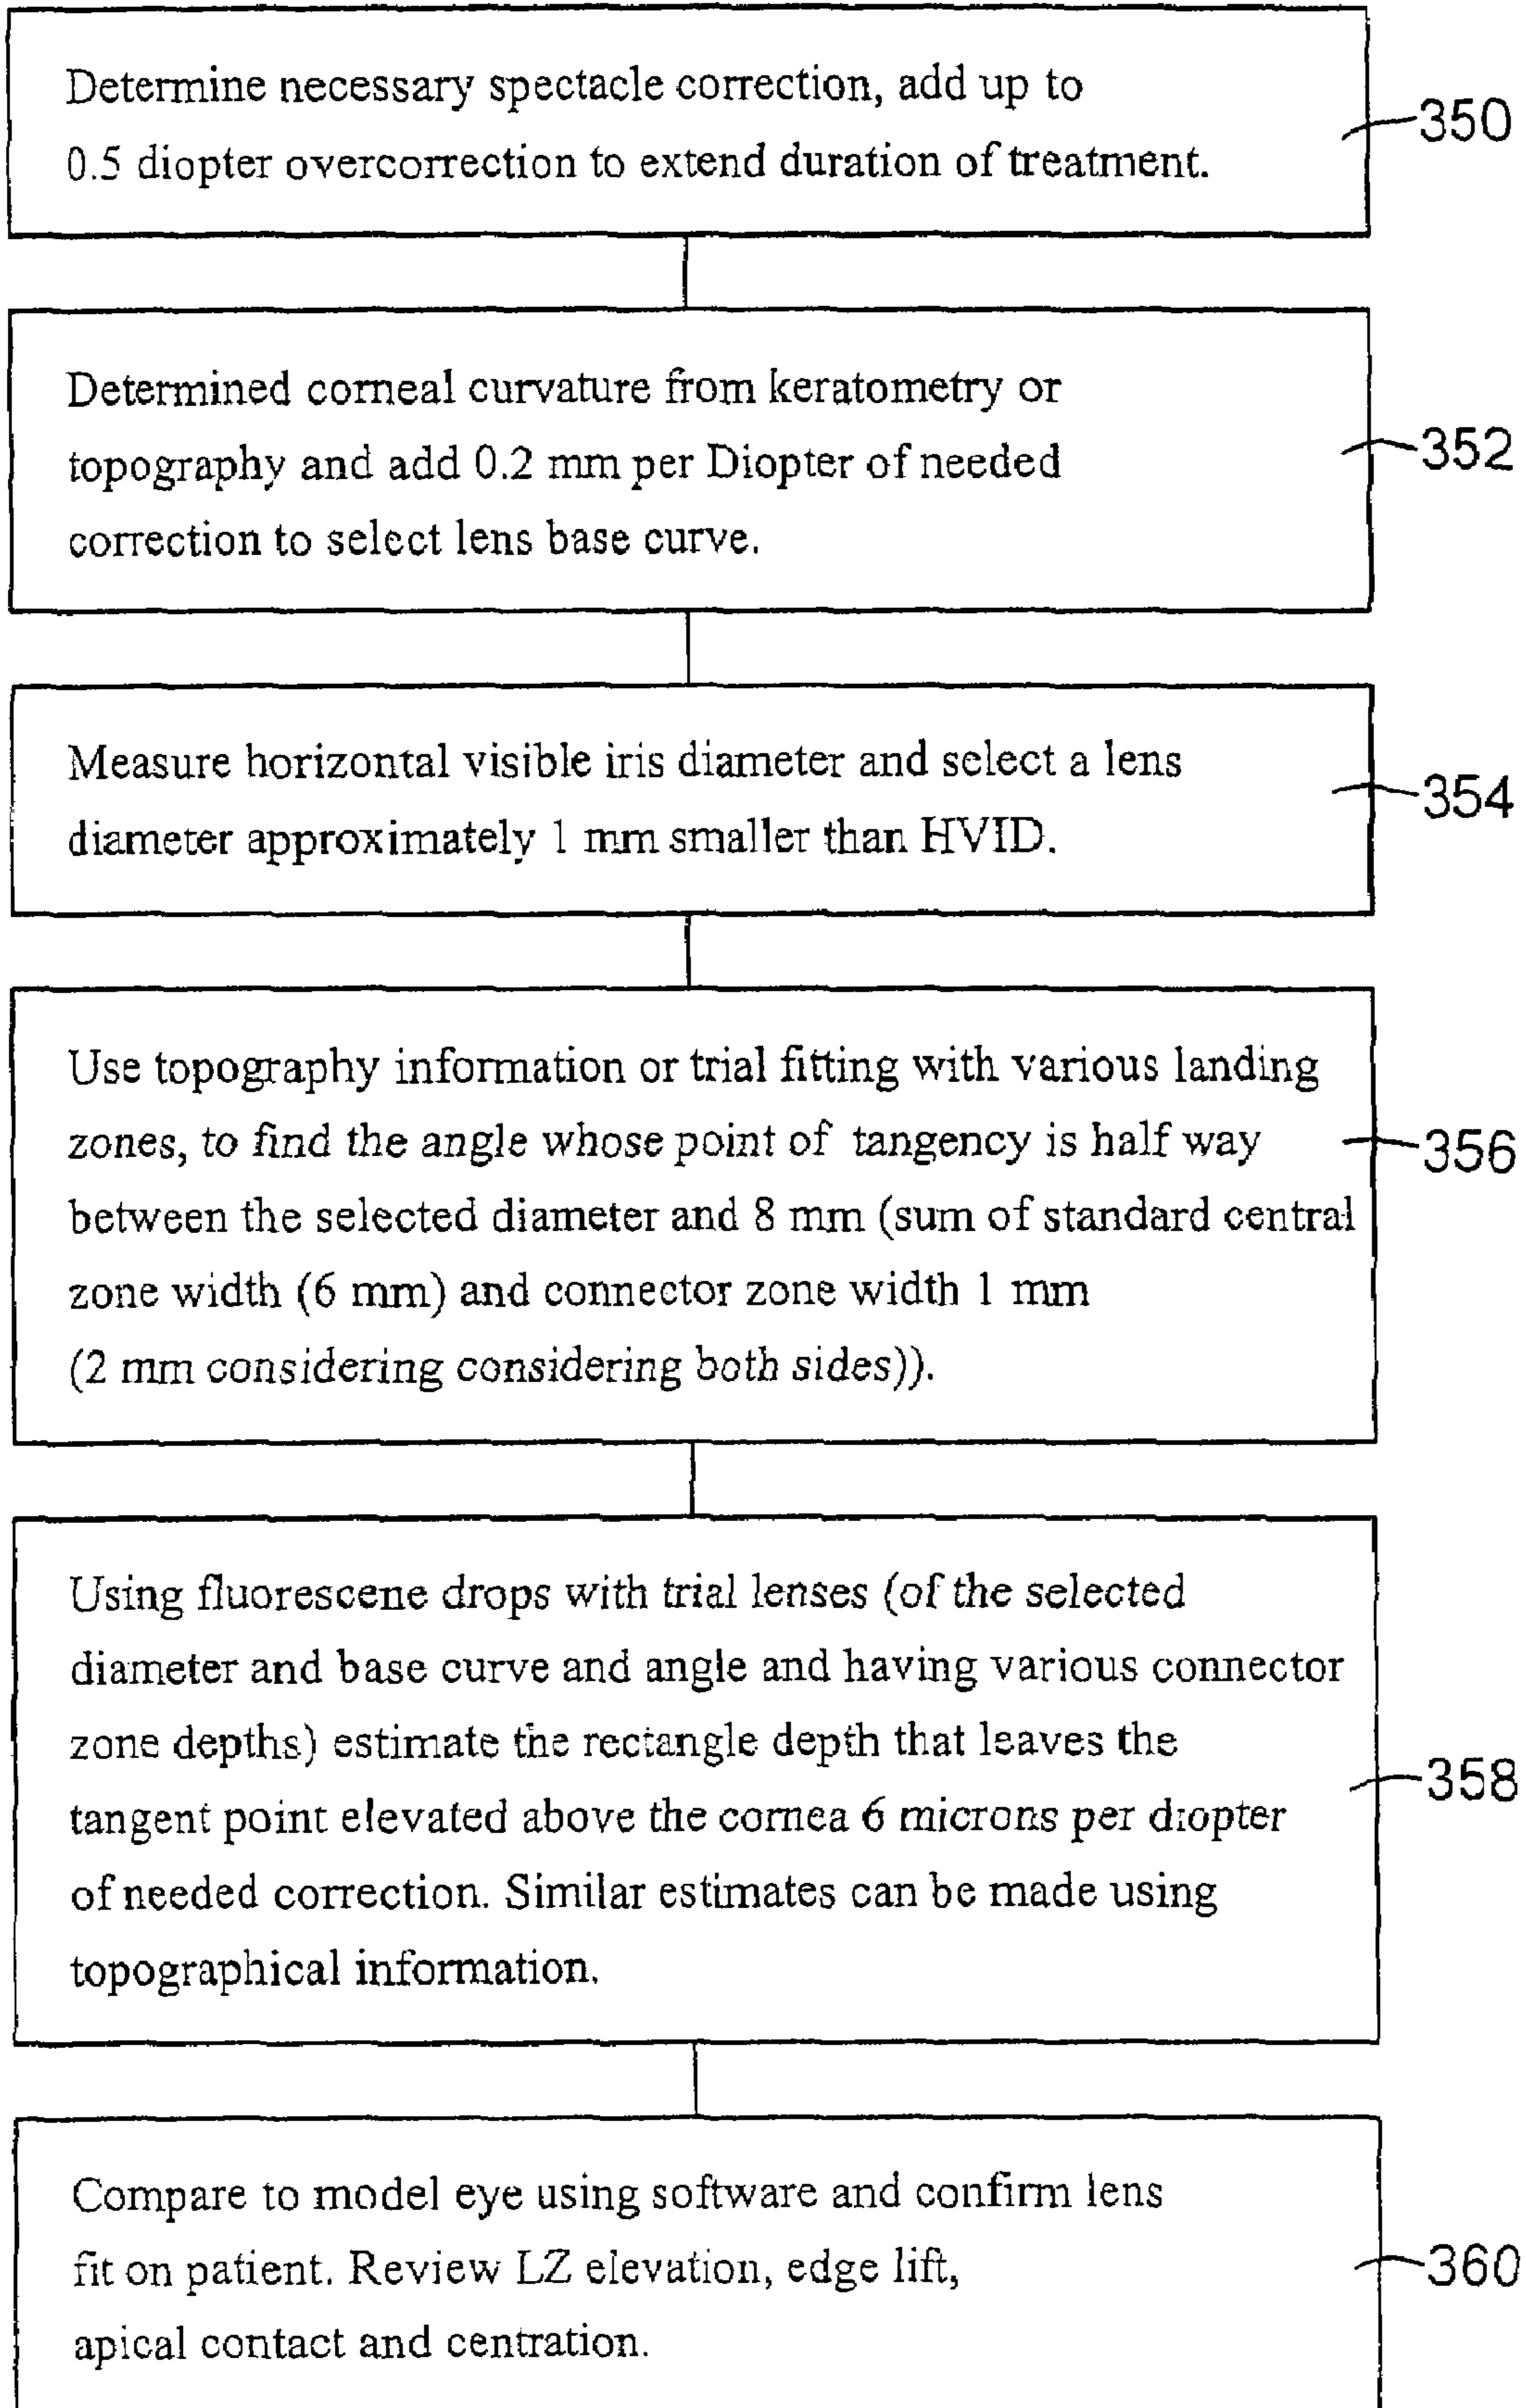 Determine necessary spectacle correction, add up to
0.5 diopter overcorrection to extend duration of treatment.
350
Determined corneal curvature from keratometry or
topography and add 0.2 mm per Diopter of needed
correction to select lens base curve.
352
Measure horizontal visible iris diameter and select a lens
diameter approximately 1 mm smaller than HVID.
354
Use topography information or trial fitting with various landing
zones, to find the angle whose point of tangency is half way
between the selected diameter and 8 mm (sum of standard central
zone width (6 mm) and connector zone width 1 mm
(2 mm considering considering both sides)).
356
Using fluorescene drops with trial lenses (of the selected
diameter and base curve and angle and having various connector
zone depths) estimate the rectangle depth that leaves the
tangent point elevated above the cornea 6 microns per diopter
of needed correction. Similar estimates can be made using
topographical information.
358
Compare to model eye using software and confirm lens
fit on patient. Review LZ elevation, edge lift,
apical contact and centration.
360